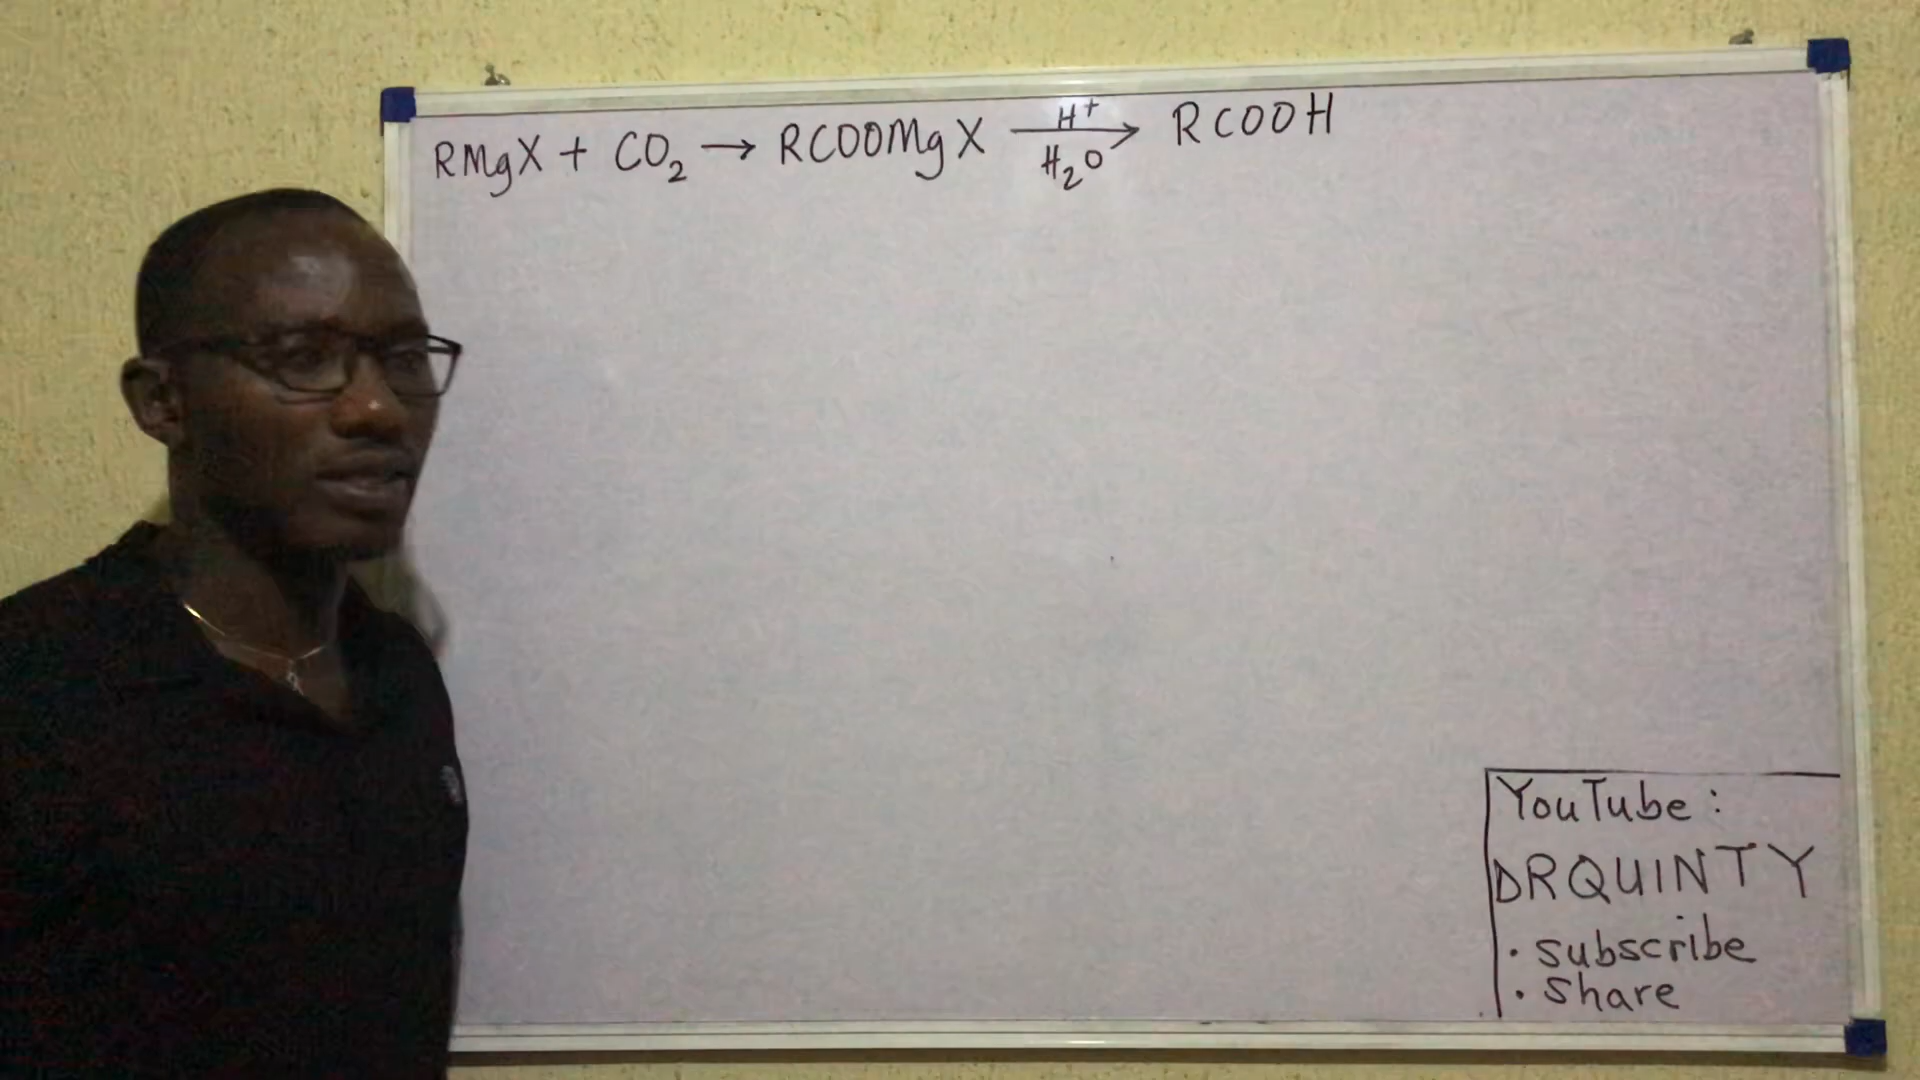 RMgX + CO₂ → RCOOMgX H⁺ H₂O → RCOOH
YouTube:
DRQUINTY
• subscribe
• share